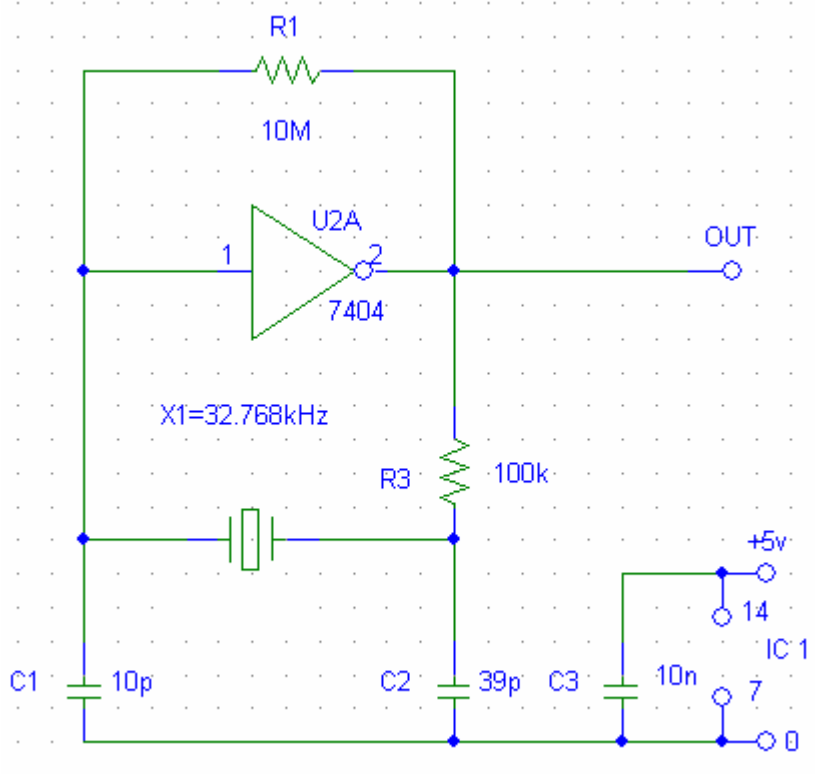 R1
10M
U2A
1
2
7404
OUT
X1=32.768kHz
R3
100k
+5v
14
IC 1
C1
10p
C2
39p
C3
10n
7
0